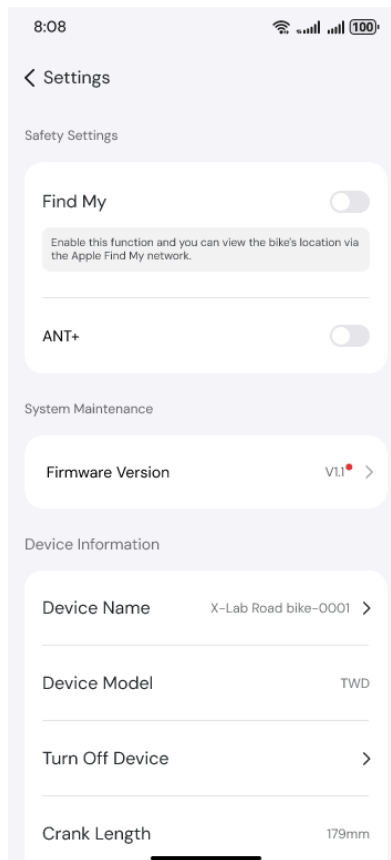 8:08
100
Settings
Safety Settings
Find My
Enable this function and you can view the bike's location via
the Apple Find My network.
ANT+
System Maintenance
Firmware Version V1.1
Device Information
Device Name X-Lab Road bike-0001
Device Model TWD
Turn Off Device
Crank Length 179mm